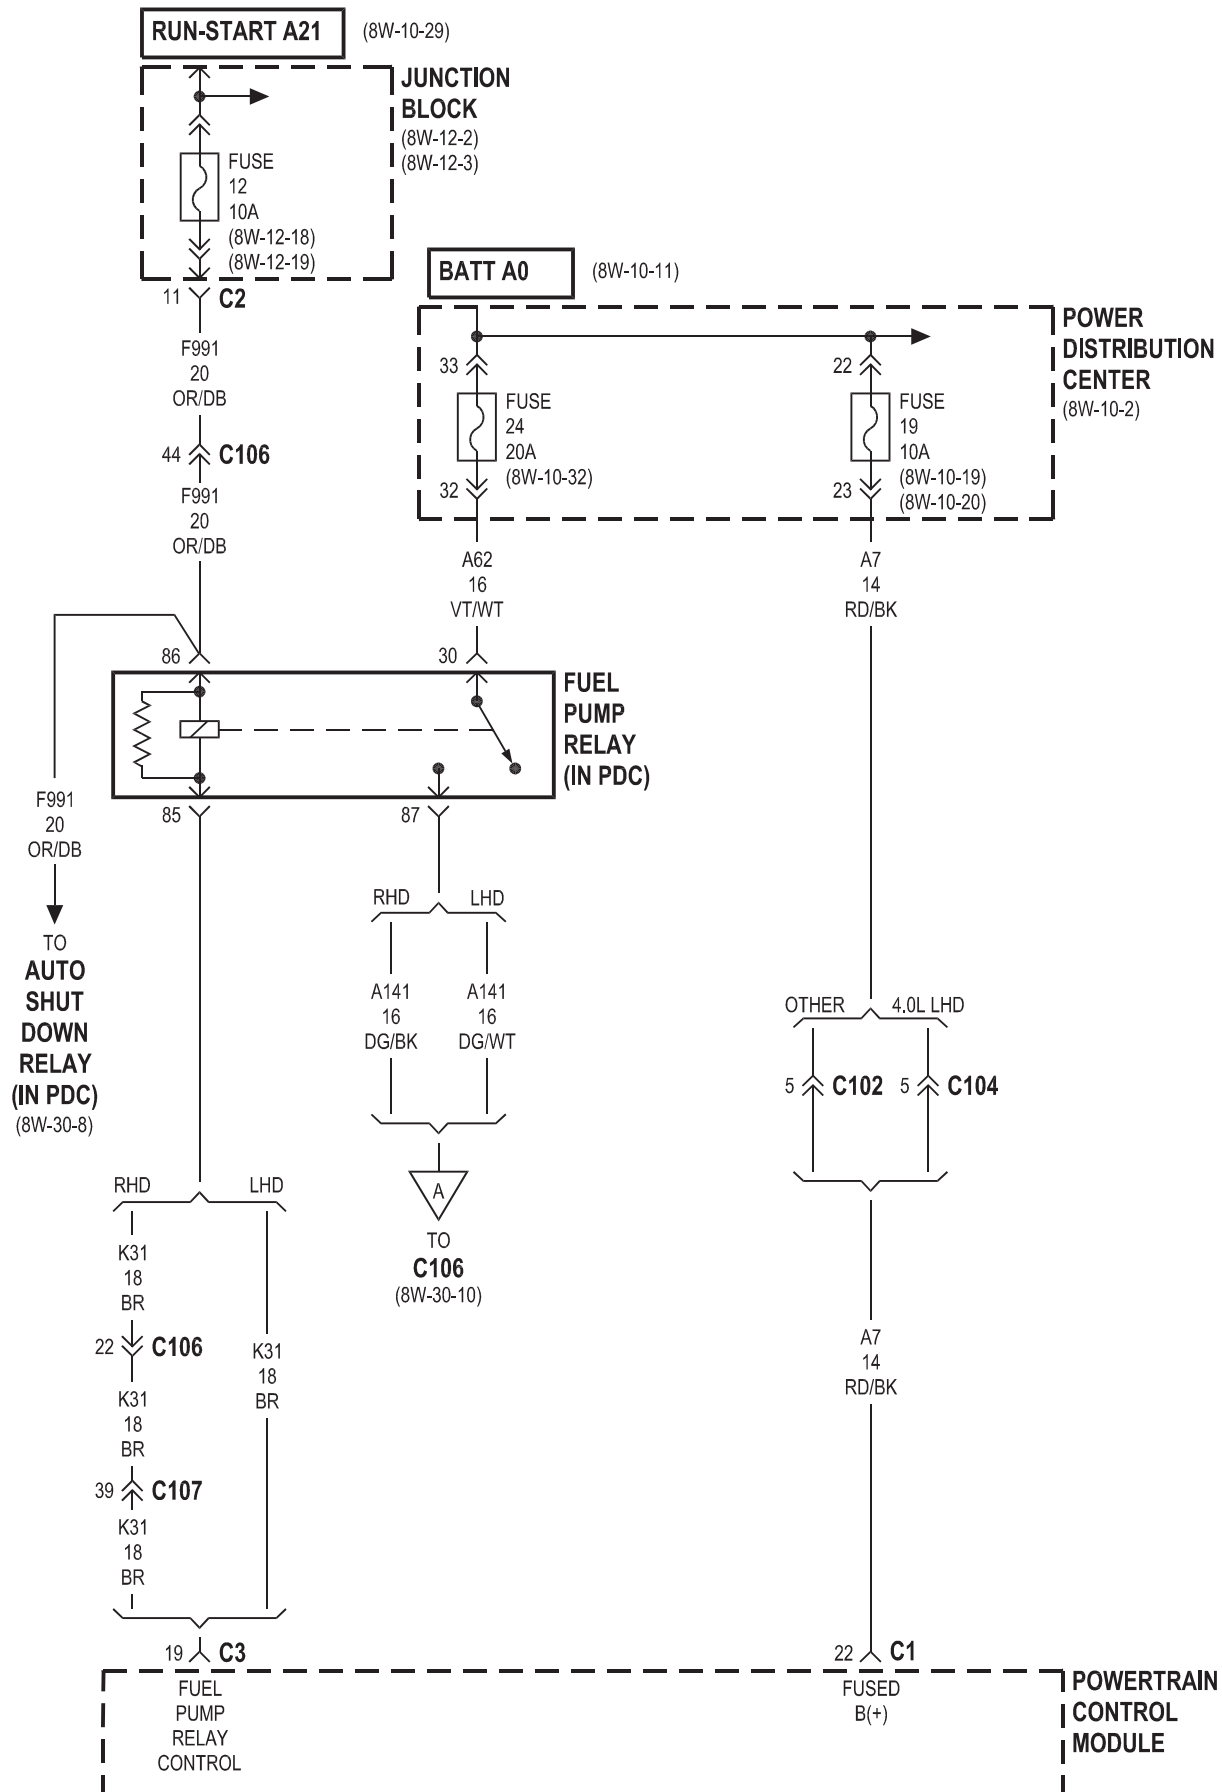 RUN-START A21
(8W-10-29)
JUNCTION
BLOCK
(8W-12-2)
(8W-12-3)
FUSE
12
10A
(8W-12-18)
(8W-12-19)
11
C2
F991
20
OR/DB
44
C106
F991
20
OR/DB
BATT A0
(8W-10-11)
POWER
DISTRIBUTION
CENTER
(8W-10-2)
33
FUSE
24
20A
(8W-10-32)
32
22
FUSE
19
10A
(8W-10-19)
(8W-10-20)
23
A62
16
VT/WT
A7
14
RD/BK
86
30
FUEL
PUMP
RELAY
(IN PDC)
85
87
F991
20
OR/DB
TO
AUTO
SHUT
DOWN
RELAY
(IN PDC)
(8W-30-8)
RHD
LHD
A141
16
DG/BK
A141
16
DG/WT
A
TO
C106
(8W-30-10)
OTHER
4.0L LHD
5
C102
5
C104
RHD
LHD
K31
18
BR
22
C106
K31
18
BR
39
C107
K31
18
BR
K31
18
BR
A7
14
RD/BK
19
C3
22
C1
FUEL
PUMP
RELAY
CONTROL
FUSED
B(+)
POWERTRAIN
CONTROL
MODULE